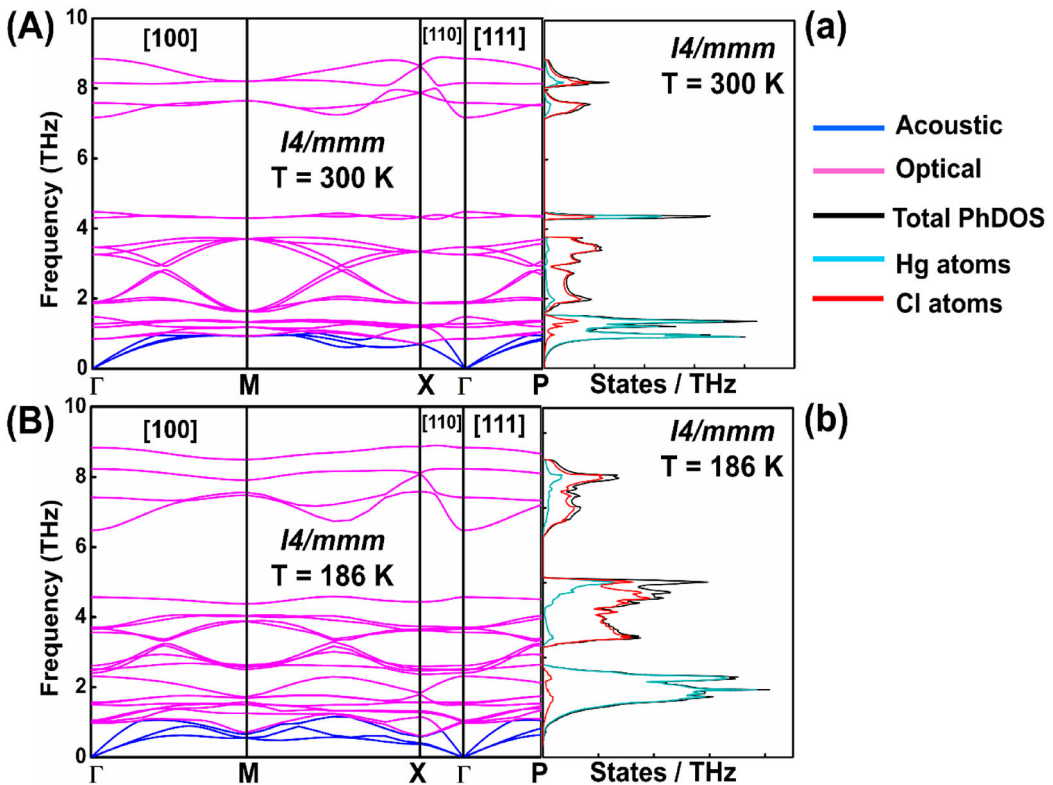 (A)
[100]
[110]
[111]
I4/mmm
T = 300 K
10
8
6
4
2
0
Frequency (THz)
I4/mmm
T = 300 K
Γ
M
X
Γ
P
States / THz
(a)
Acoustic
Optical
Total PhDOS
Hg atoms
Cl atoms
(B)
[100]
[110]
[111]
I4/mmm
T = 186 K
10
8
6
4
2
0
Frequency (THz)
I4/mmm
T = 186 K
Γ
M
X
Γ
P
States / THz
(b)